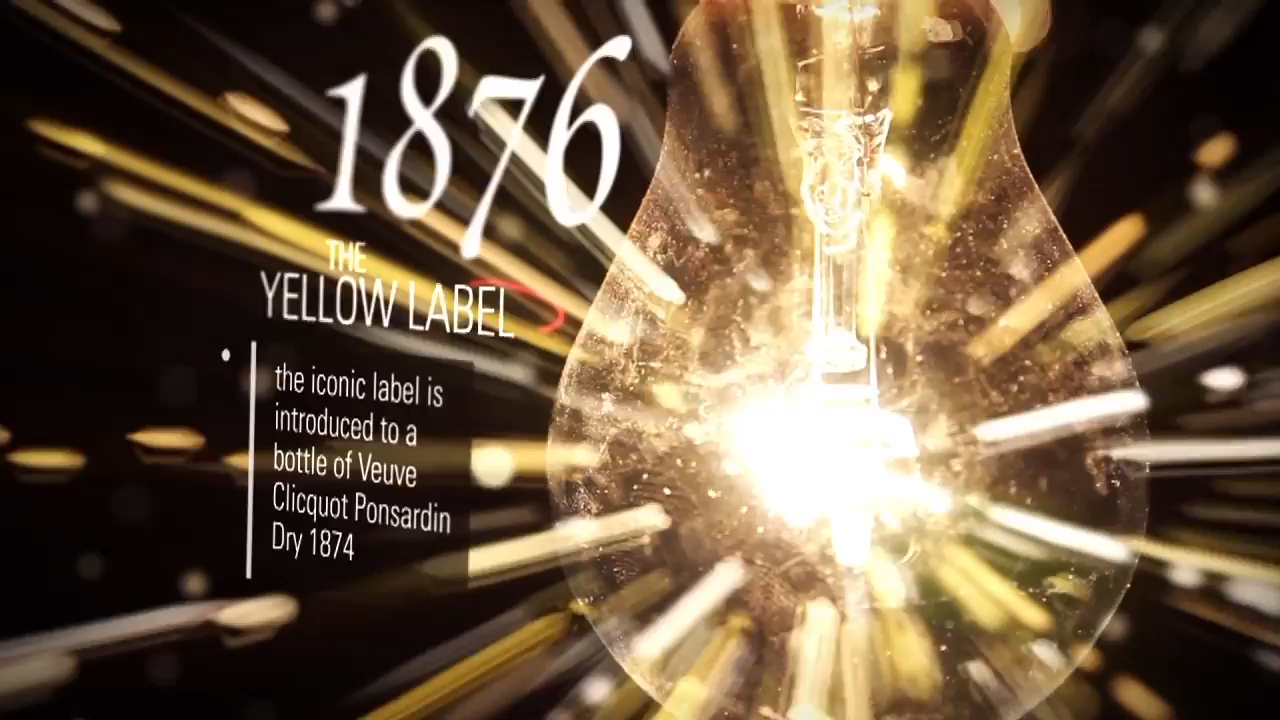 1876
THE
YELLOW LABEL
the iconic label is
introduced to a
bottle of Veuve
Clicquot Ponsardin
Dry 1874